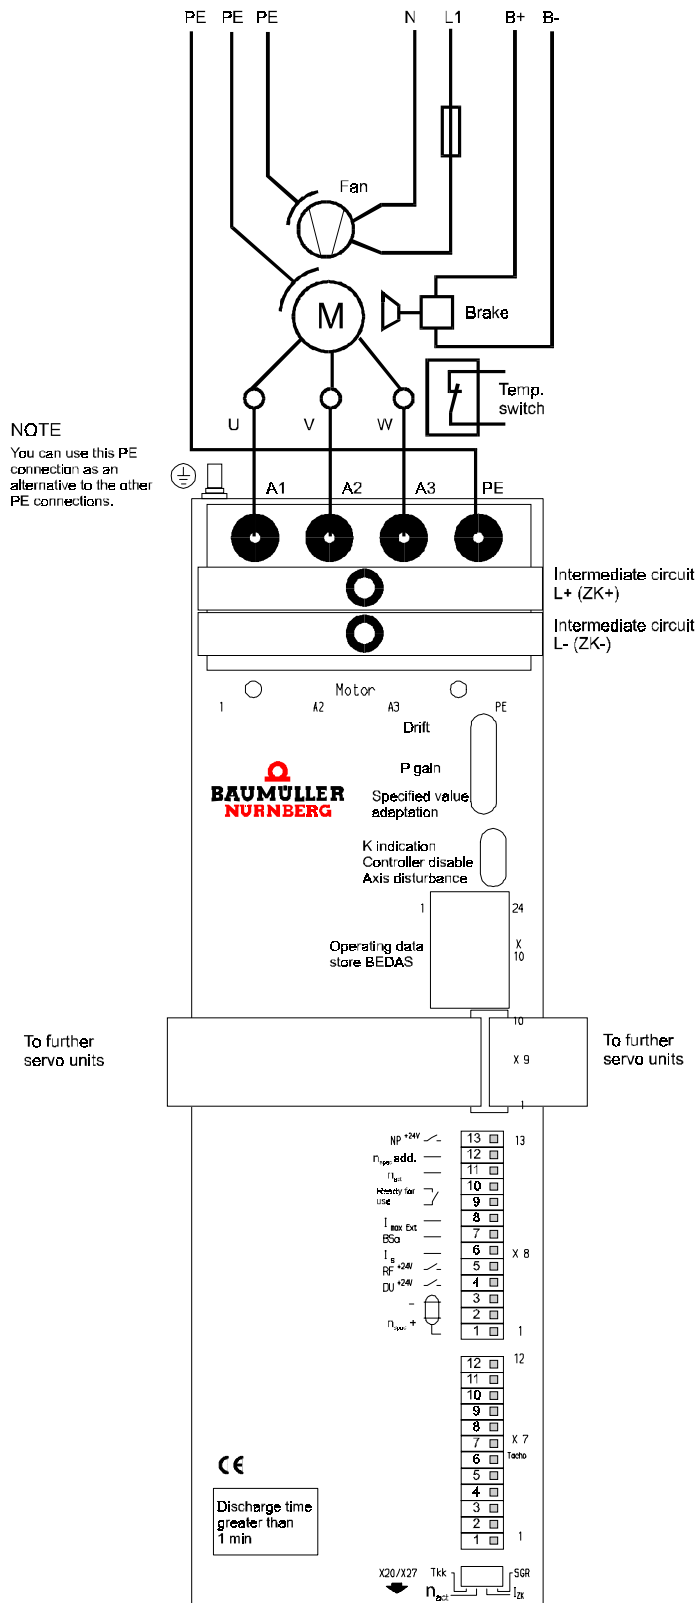 PE PE PE N L1 B+ B-
Fan
M
Brake
Temp.
switch
U V W
NOTE
You can use this PE
connection as an
alternative to the other
PE connections.
A1 A2 A3 PE
Intermediate circuit
L+ (ZK+)
Intermediate circuit
L- (ZK-)
Motor
1 A2 A3 PE
Drift
P gain
Specified value
adaptation
BAUMÜLLER
NÜRNBERG
K indication
Controller disable
Axis disturbance
1 24
Operating data
store BEDAS
X
10
To further
servo units
10
X 9
1
To further
servo units
NP +24V 13 13
n add. 12
n 11
Ready for
use
10
9
I max Ext 8
BSa 7
I 6
X 8
RF +24V 5
DU +24V 4
- 3
2
n + 1 1
12 12
11
10
9
8
7 X 7
6 Tacho
5
4
3
2
1 1
CE
Discharge time
greater than
1 min
X20/X27 Tkk SGR
nact IZK